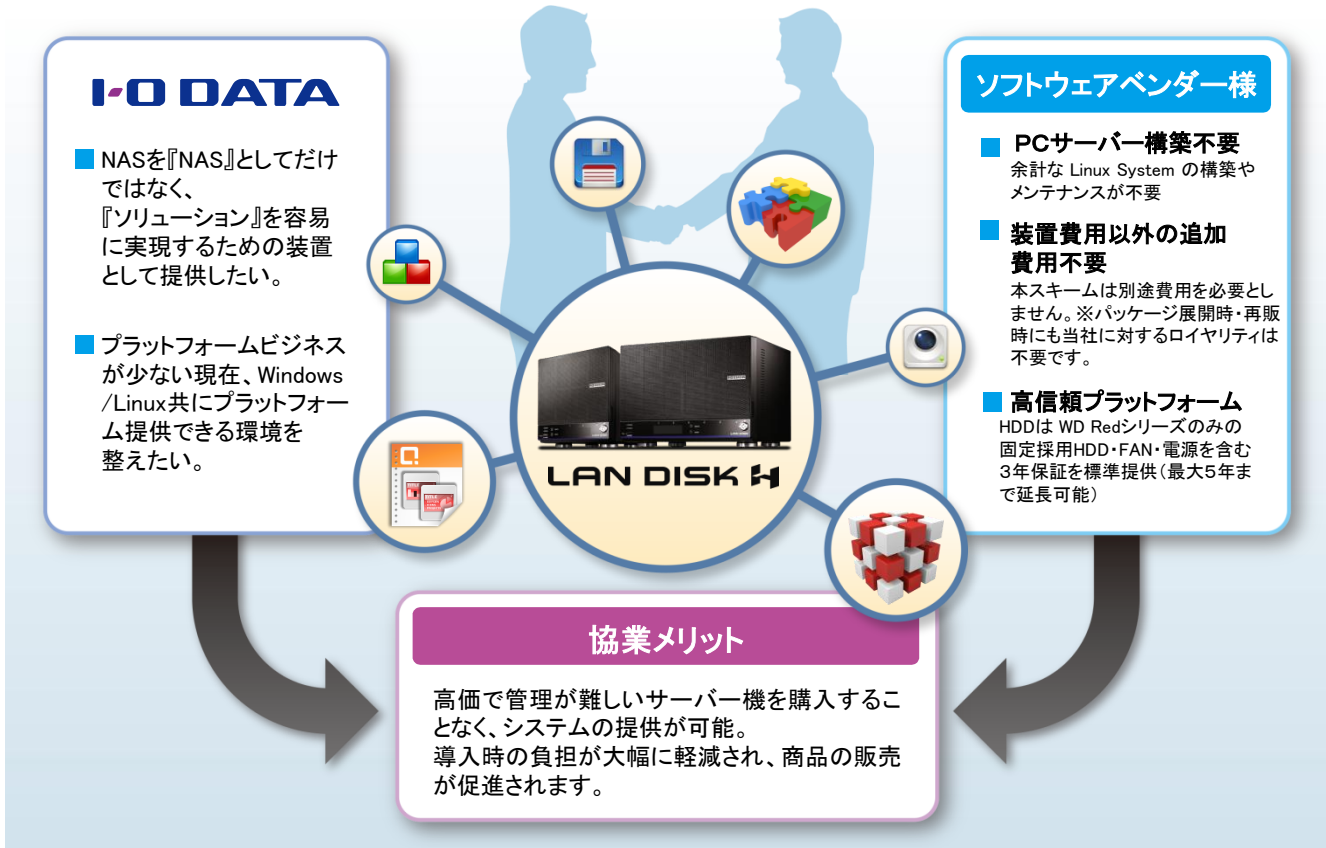 I-O DATA
■ NASを『NAS』としてだけ
ではなく、
『ソリューション』を容易
に実現するための装置
として提供したい。
■ プラットフォームビジネス
が少ない現在、Windows
/Linux共にプラットフォー
ム提供できる環境を
整えたい。
LAN DISK H
ソフトウェアベンダー様
■ PCサーバー構築不要
余計な Linux System の構築や
メンテナンスが不要
■ 装置費用以外の追加
費用不要
本スキームは別途費用を必要とし
ません。※パッケージ展開時・再販
時にも当社に対するロイヤリティは
不要です。
■ 高信頼プラットフォーム
HDDは WD Redシリーズのみの
固定採用HDD・FAN・電源を含む
３年保証を標準提供（最大５年ま
で延長可能）
協業メリット
高価で管理が難しいサーバー機を購入するこ
となく、システムの提供が可能。
導入時の負担が大幅に軽減され、商品の販売
が促進されます。